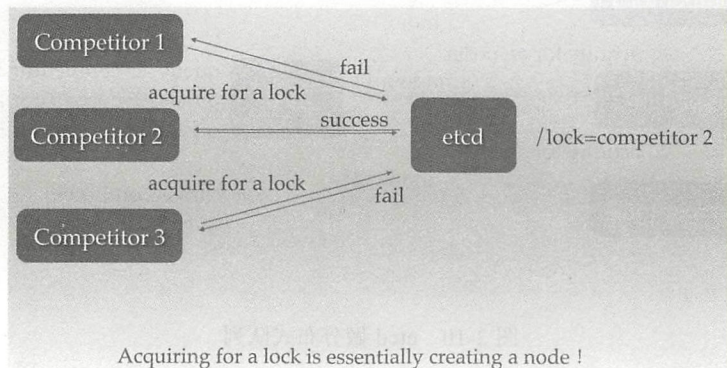 Competitor 1
fail
acquire for a lock
Competitor 2
success
etcd
/lock=competitor 2
acquire for a lock
fail
Competitor 3
Acquiring for a lock is essentially creating a node !